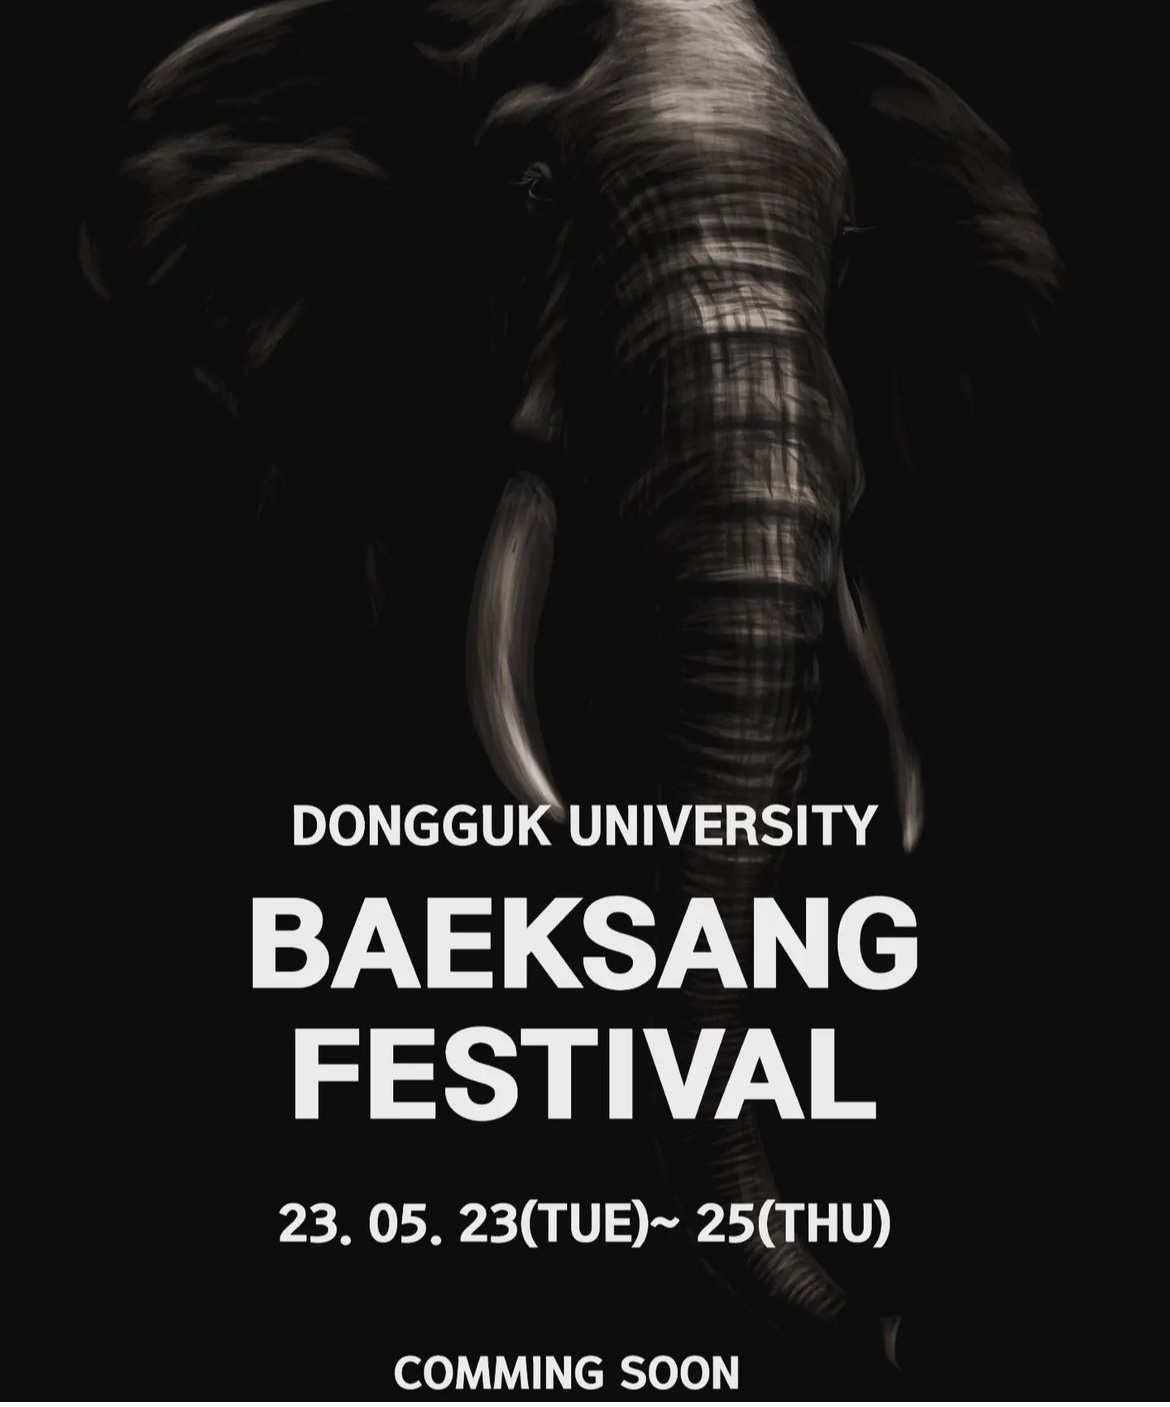 DONGGUK UNIVERSITY
BAEKSANG
FESTIVAL
23. 05. 23(TUE)~ 25(THU)
COMMING SOON